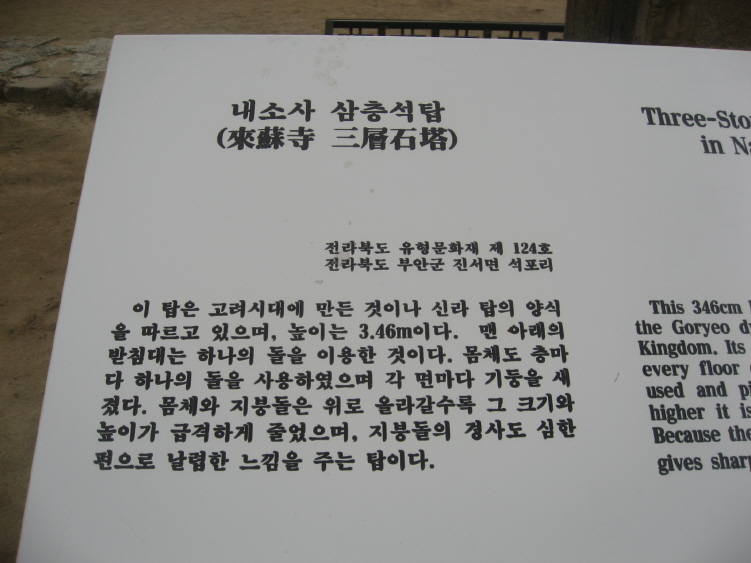 내소사 삼층석탑
(來蘇寺 三層石塔)
전라북도 유형문화재 제 124호
전라북도 부안군 진서면 석포리
이 탑은 고려시대에 만든 것이나 신라 탑의 양식
을 따르고 있으며, 높이는 3.46m이다. 맨 아래의
받침대는 하나의 돌을 이용한 것이다. 몸체도 층마
다 하나의 돌을 사용하였으며 각 면마다 기둥을 새
겼다. 몸체와 지붕돌은 위로 올라갈수록 그 크기와
높이가 급격하게 줄었으며, 지붕돌의 경사도 심한
편으로 날렵한 느낌을 주는 탑이다.
Three-Sto
in Na
This 346cm
the Goryeo d
Kingdom. Its
every floor
used and p
higher it is
Because the
gives sharp